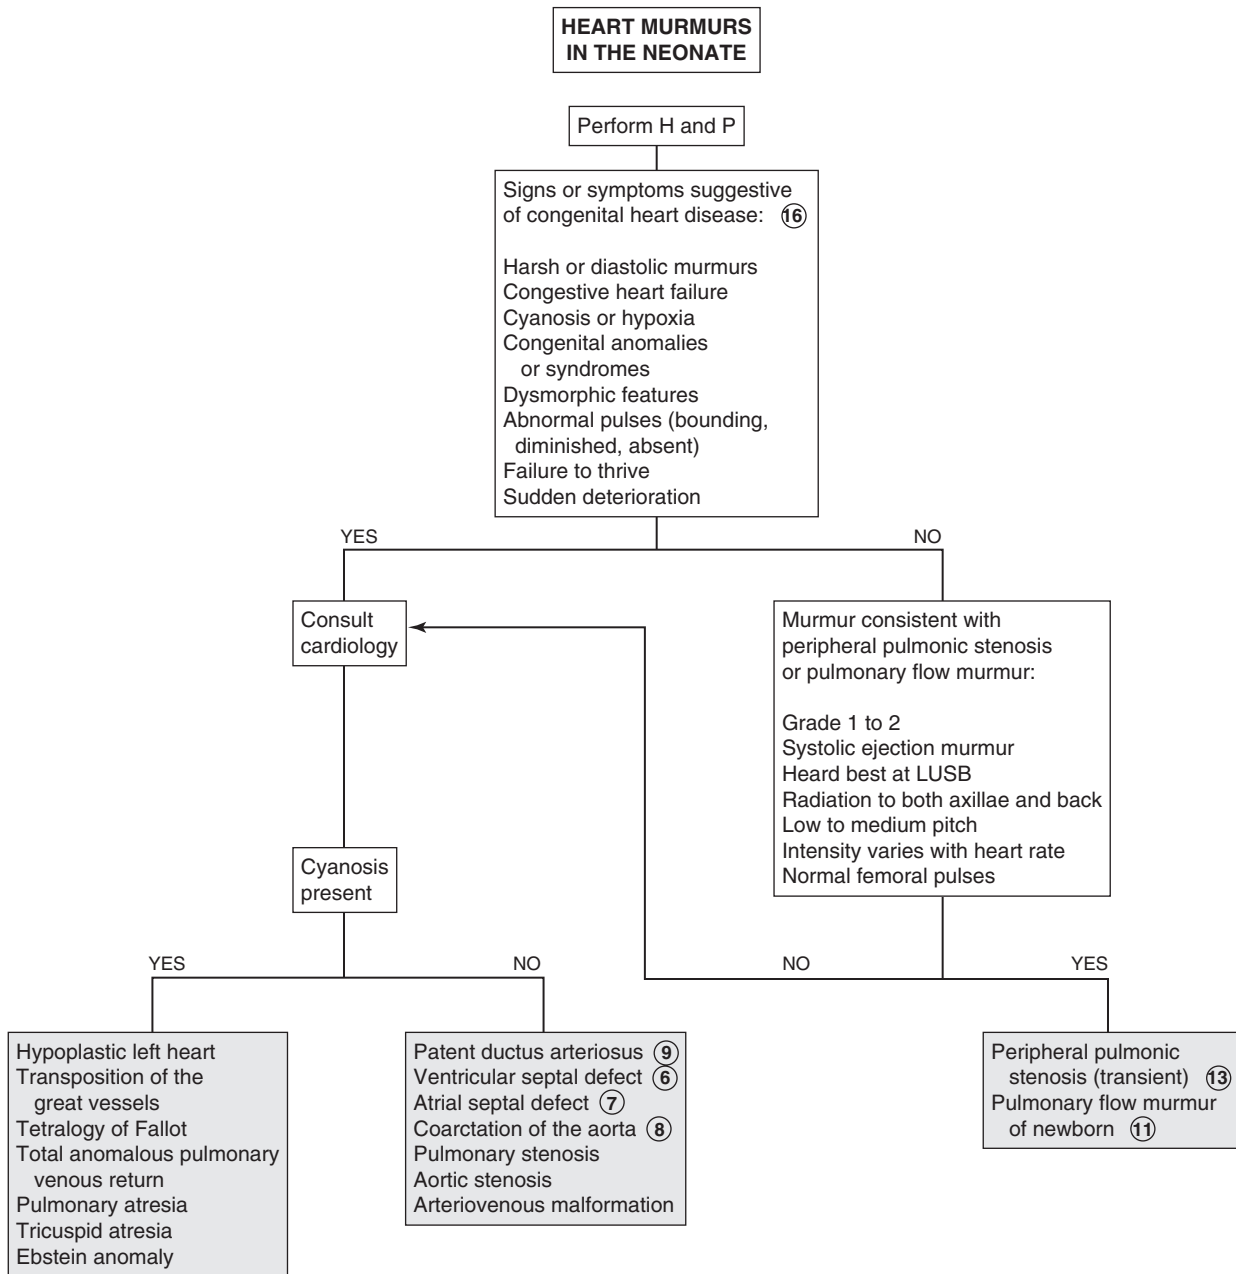 HEART MURMURS
IN THE NEONATE
Perform H and P
Signs or symptoms suggestive
of congenital heart disease: 16
Harsh or diastolic murmurs
Congestive heart failure
Cyanosis or hypoxia
Congenital anomalies
or syndromes
Dysmorphic features
Abnormal pulses (bounding,
diminished, absent)
Failure to thrive
Sudden deterioration
YES
NO
Consult
cardiology
Murmur consistent with
peripheral pulmonic stenosis
or pulmonary flow murmur:
Grade 1 to 2
Systolic ejection murmur
Heard best at LUSB
Radiation to both axillae and back
Low to medium pitch
Intensity varies with heart rate
Normal femoral pulses
Cyanosis
present
YES
NO
NO
YES
Hypoplastic left heart
Transposition of the
great vessels
Tetralogy of Fallot
Total anomalous pulmonary
venous return
Pulmonary atresia
Tricuspid atresia
Ebstein anomaly
Patent ductus arteriosus 9
Ventricular septal defect 6
Atrial septal defect 7
Coarctation of the aorta 8
Pulmonary stenosis
Aortic stenosis
Arteriovenous malformation
Peripheral pulmonic
stenosis (transient) 13
Pulmonary flow murmur
of newborn 11